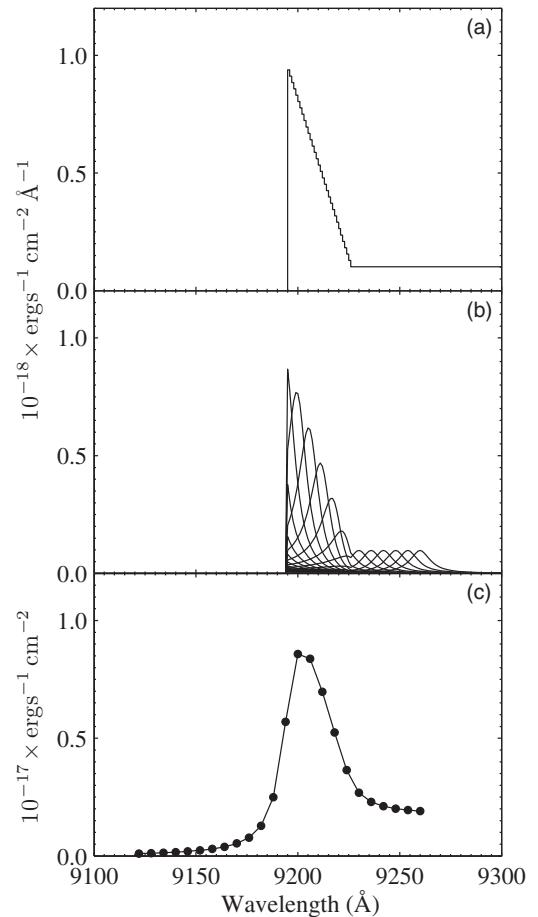 (a)
1.0
0.5
0.0
10⁻¹⁸ × ergs⁻¹ cm⁻² Å⁻¹
(b)
1.0
0.5
0.0
(c)
1.0
0.5
0.0
10⁻¹⁷ × ergs⁻¹ cm⁻²
9100 9150 9200 9250 9300
Wavelength (Å)